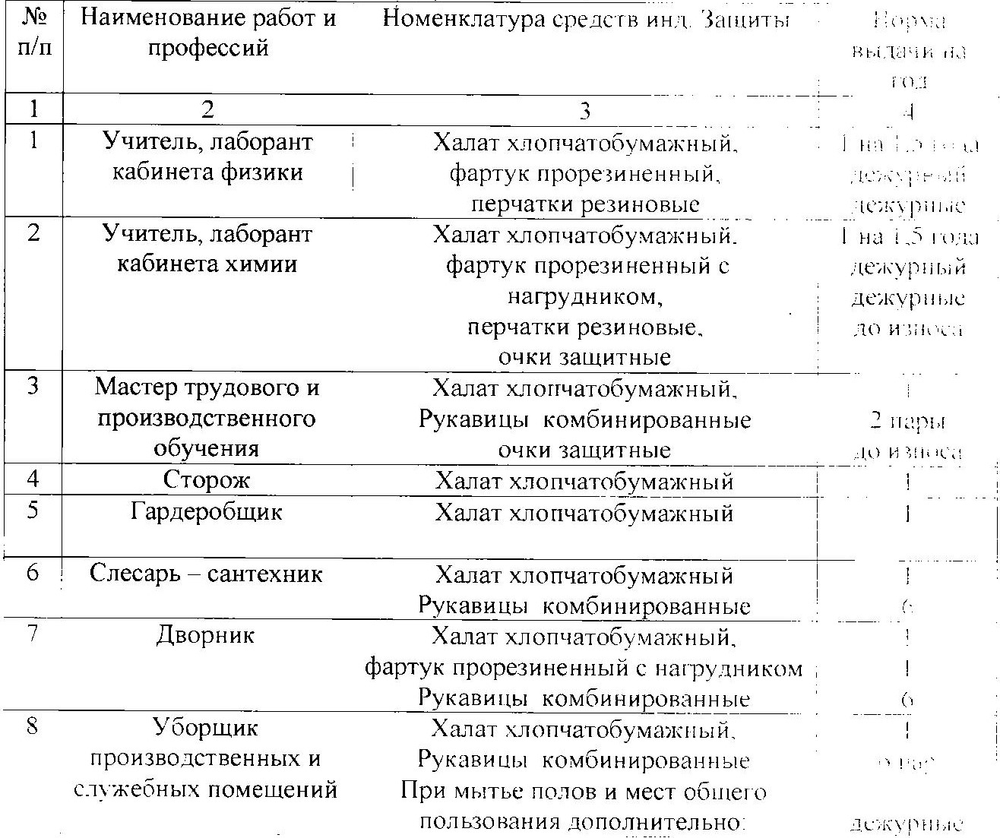 № Наименование работ и Номенклатура средств инд. Защиты Норма
п/п профессий выдачи на
год
1 2 3 4
1 Учитель, лаборант Халат хлопчатобумажный, 1 на 1,5 года
кабинета физики фартук прорезиненный, дежурный
перчатки резиновые дежурные
2 Учитель, лаборант Халат хлопчатобумажный. 1 на 1,5 года
кабинета химии фартук прорезиненный с дежурный
нагрудником, дежурные
перчатки резиновые, до износа
очки защитные
3 Мастер трудового и Халат хлопчатобумажный, 1
производственного Рукавицы комбинированные 2 пары
обучения очки защитные до износа
4 Сторож Халат хлопчатобумажный 1
5 Гардеробщик Халат хлопчатобумажный 1
6 Слесарь – сантехник Халат хлопчатобумажный 1
Рукавицы комбинированные 6
7 Дворник Халат хлопчатобумажный, 1
фартук прорезиненный с нагрудником 1
Рукавицы комбинированные 6
8 Уборщик Халат хлопчатобумажный, 1
производственных и Рукавицы комбинированные пар
служебных помещений При мытье полов и мест общего
пользования дополнительно: дежурные